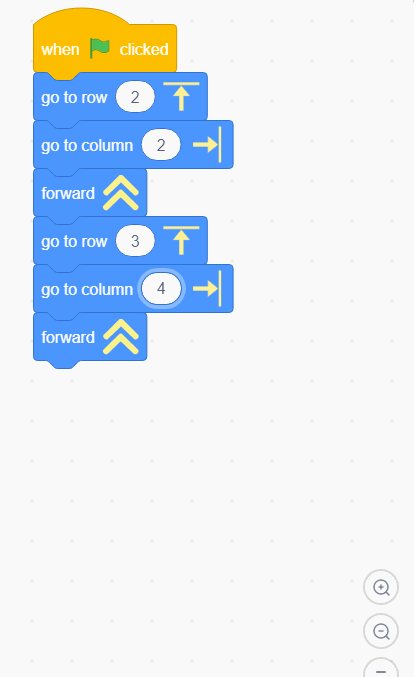 when clicked
go to row 2
go to column 2
forward
go to row 3
go to column 4
forward